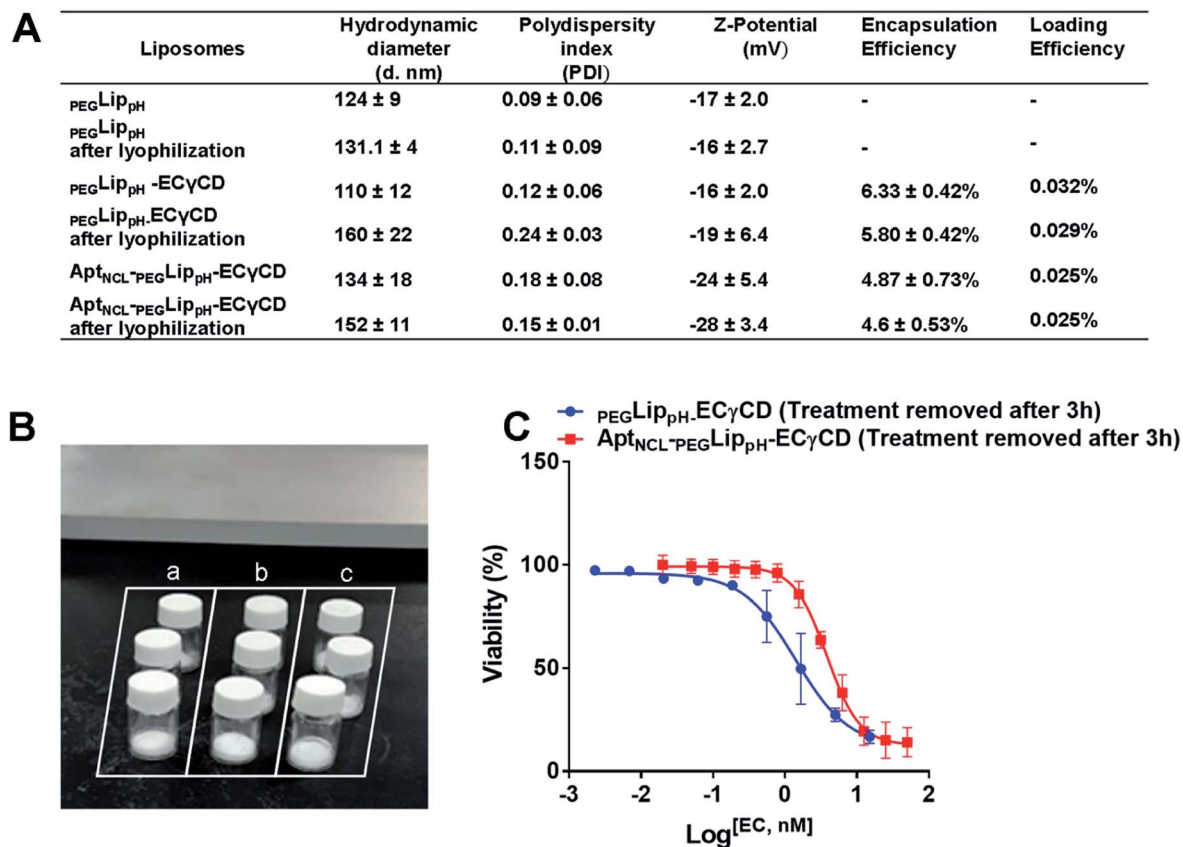 A
Liposomes Hydrodynamic diameter (d. nm) Polydispersity index (PDI) Z-Potential (mV) Encapsulation Efficiency Loading Efficiency
PEGLippH 124 ± 9 0.09 ± 0.06 -17 ± 2.0 - -
PEGLippH
after lyophilization 131.1 ± 4 0.11 ± 0.09 -16 ± 2.7 - -
PEGLippH -ECγCD 110 ± 12 0.12 ± 0.06 -16 ± 2.0 6.33 ± 0.42% 0.032%
PEGLippH-ECγCD
after lyophilization 160 ± 22 0.24 ± 0.03 -19 ± 6.4 5.80 ± 0.42% 0.029%
AptNCL-PEGLippH-ECγCD 134 ± 18 0.18 ± 0.08 -24 ± 5.4 4.87 ± 0.73% 0.025%
AptNCL-PEGLippH-ECγCD
after lyophilization 152 ± 11 0.15 ± 0.01 -28 ± 3.4 4.6 ± 0.53% 0.025%
B
a b c
C
PEGLippH-ECγCD (Treatment removed after 3h)
AptNCL-PEGLippH-ECγCD (Treatment removed after 3h)
Viability (%)
150
100
50
0
-3 -2 -1 0 1 2
Log[EC, nM]